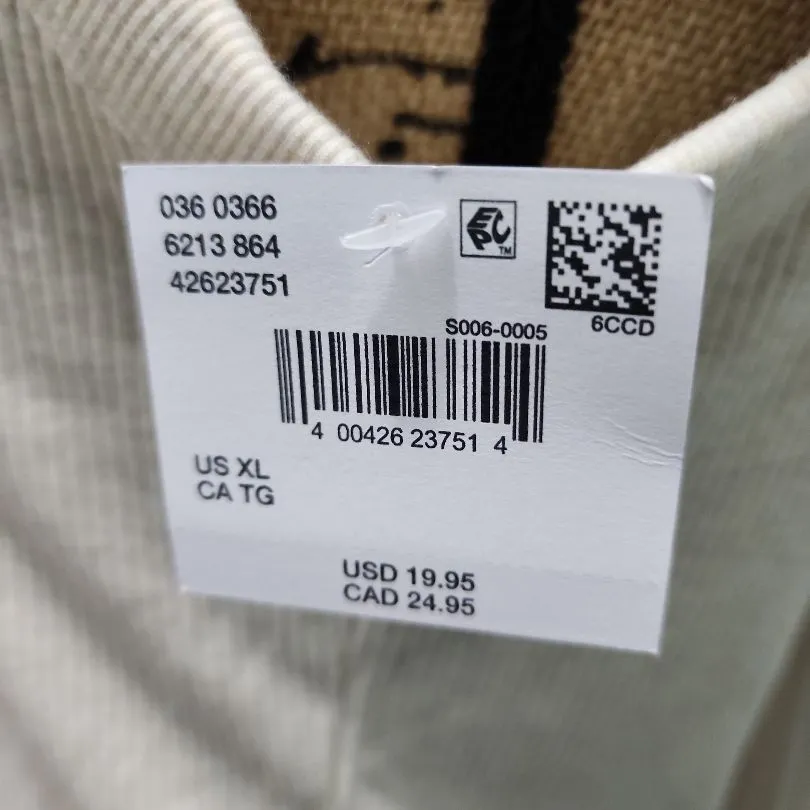 036 0366
6213 864
42623751
EPC
TM
6CCD
S006-0005
4 00426 23751 4
US XL
CA TG
USD 19.95
CAD 24.95